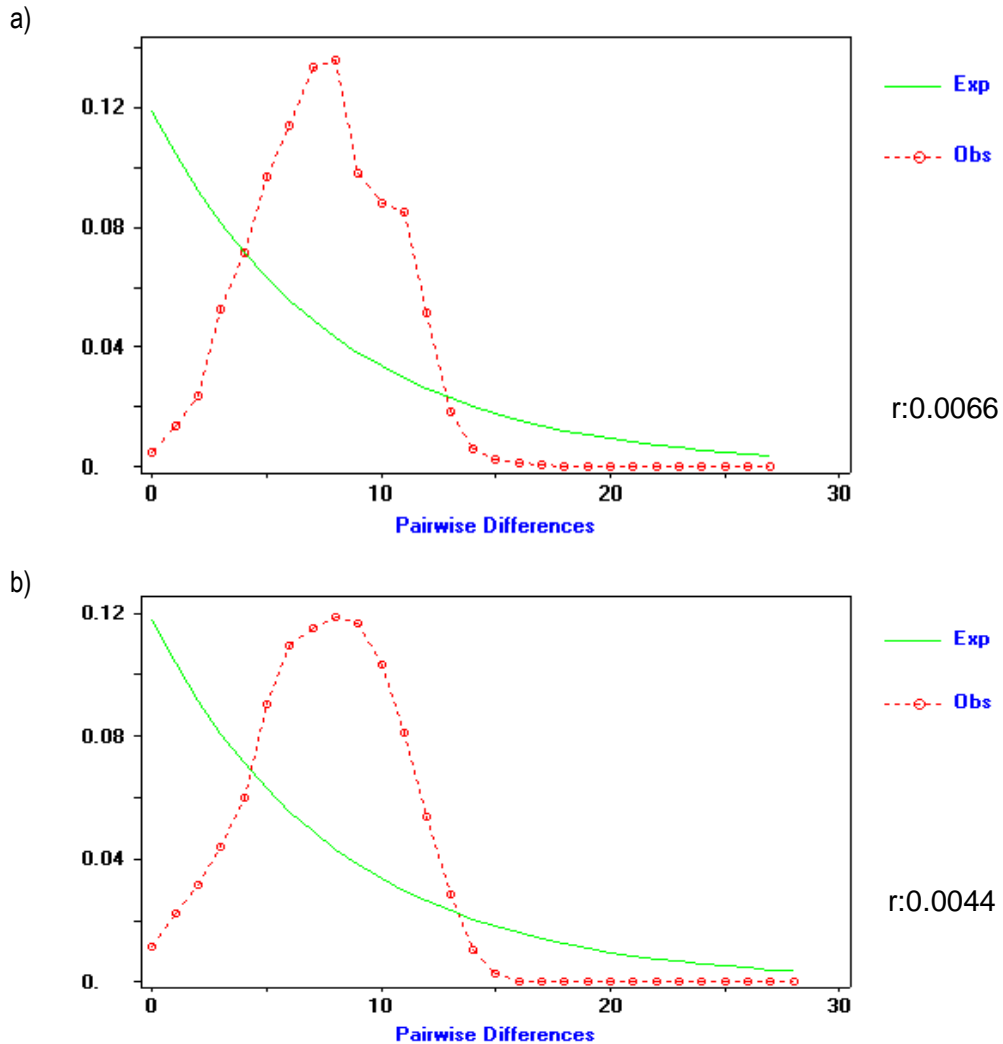 a)
0.12
0.08
0.04
0.
0 10 20 30
Pairwise Differences
Exp
Obs
r:0.0066
b)
0.12
0.08
0.04
0.
0 10 20 30
Pairwise Differences
Exp
Obs
r:0.0044